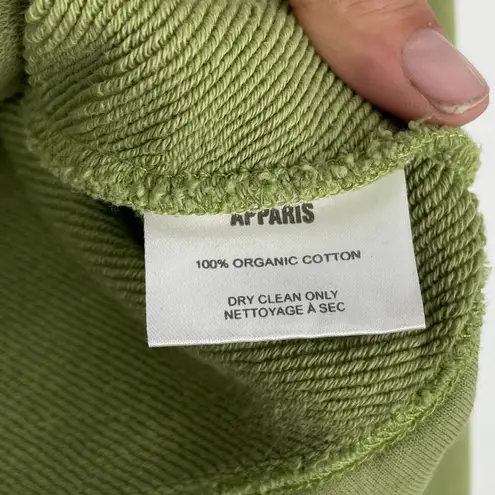 APPARIS
100% ORGANIC COTTON
DRY CLEAN ONLY
NETTOYAGE À SEC